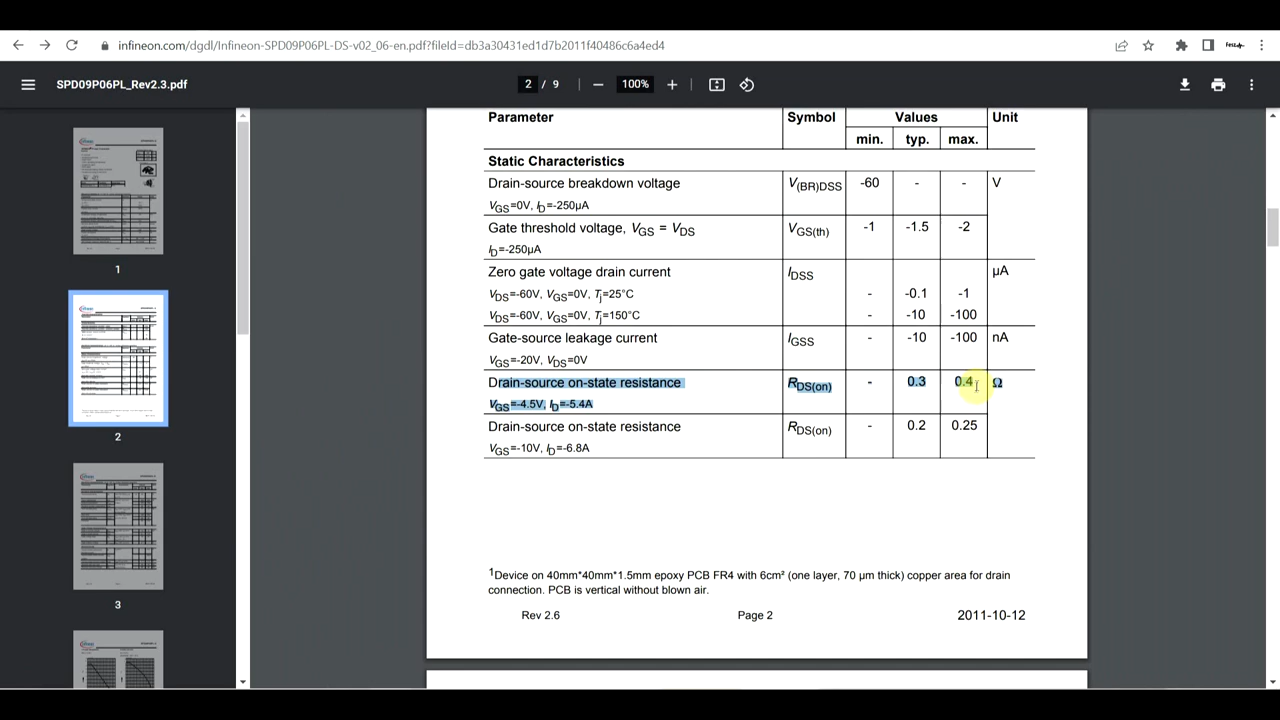 infineon.com/dgdl/Infineon-SPD09P06PL-DS-v02_06-en.pdf?fileId=db3a30431ed1d7b2011f40486c6a4ed4
SPD09P06PL_Rev2.3.pdf
2 / 9
100%
Parameter Symbol Values Unit
min. typ. max.
Static Characteristics
Drain-source breakdown voltage V(BR)DSS -60 - - V
VGS=0V, ID=-250µA
Gate threshold voltage, VGS = VDS VGS(th) -1 -1.5 -2
ID=-250µA
Zero gate voltage drain current IDSS µA
VDS=-60V, VGS=0V, Tj=25°C - -0.1 -1
VDS=-60V, VGS=0V, Tj=150°C - -10 -100
Gate-source leakage current IGSS - -10 -100 nA
VGS=-20V, VDS=0V
Drain-source on-state resistance RDS(on) - 0.3 0.4 Ω
VGS=-4.5V, ID=-5.4A
Drain-source on-state resistance RDS(on) - 0.2 0.25
VGS=-10V, ID=-6.8A
1Device on 40mm*40mm*1.5mm epoxy PCB FR4 with 6cm² (one layer, 70 µm thick) copper area for drain
connection. PCB is vertical without blown air.
Rev 2.6 Page 2 2011-10-12
1
2
3